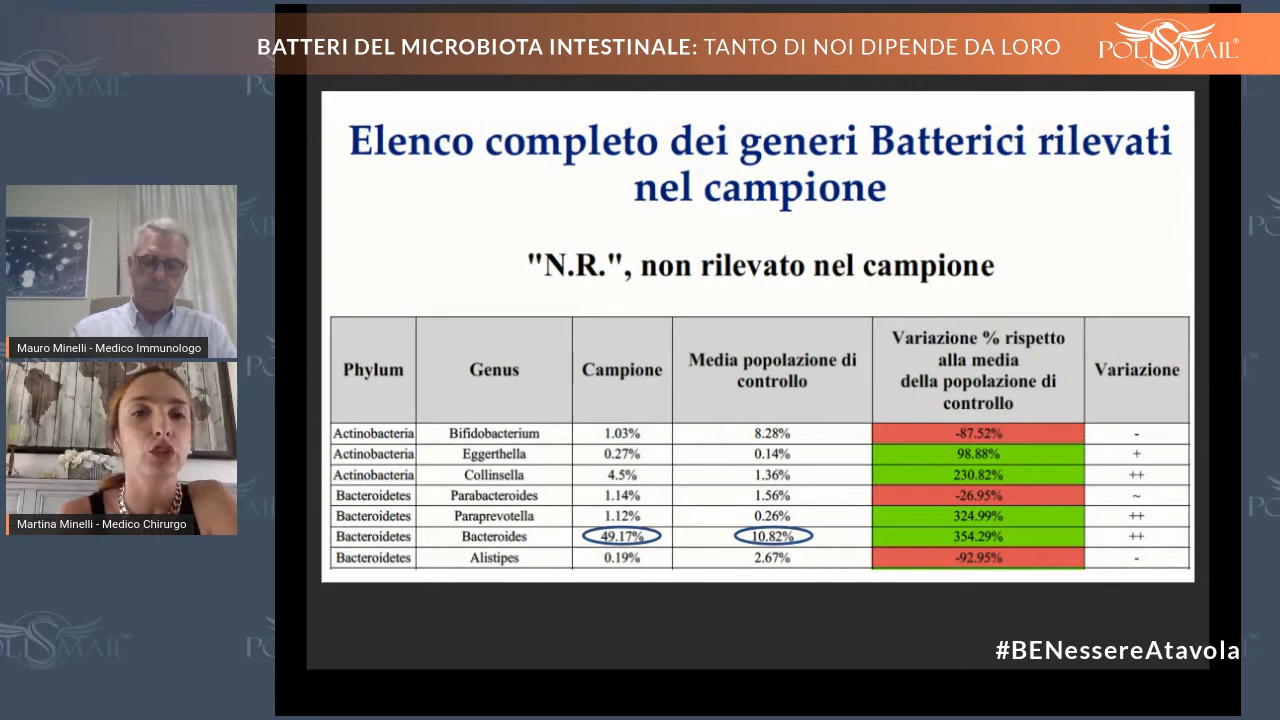 BATTERI DEL MICROBIOTA INTESTINALE: TANTO DI NOI DIPENDE DA LORO
POLISMAIL®
Elenco completo dei generi Batterici rilevati
nel campione
"N.R.", non rilevato nel campione
Phylum Genus Campione Media popolazione di controllo Variazione % rispetto alla media della popolazione di controllo Variazione
Actinobacteria Bifidobacterium 1.03% 8.28% -87.52% -
Actinobacteria Eggerthella 0.27% 0.14% 98.88% +
Actinobacteria Collinsella 4.5% 1.36% 230.82% ++
Bacteroidetes Parabacteroides 1.14% 1.56% -26.95% ~
Bacteroidetes Paraprevotella 1.12% 0.26% 324.99% ++
Bacteroidetes Bacteroides 49.17% 10.82% 354.29% ++
Bacteroidetes Alistipes 0.19% 2.67% -92.95% -
Mauro Minelli - Medico Immunologo
Martina Minelli - Medico Chirurgo
#BENessereAtavola